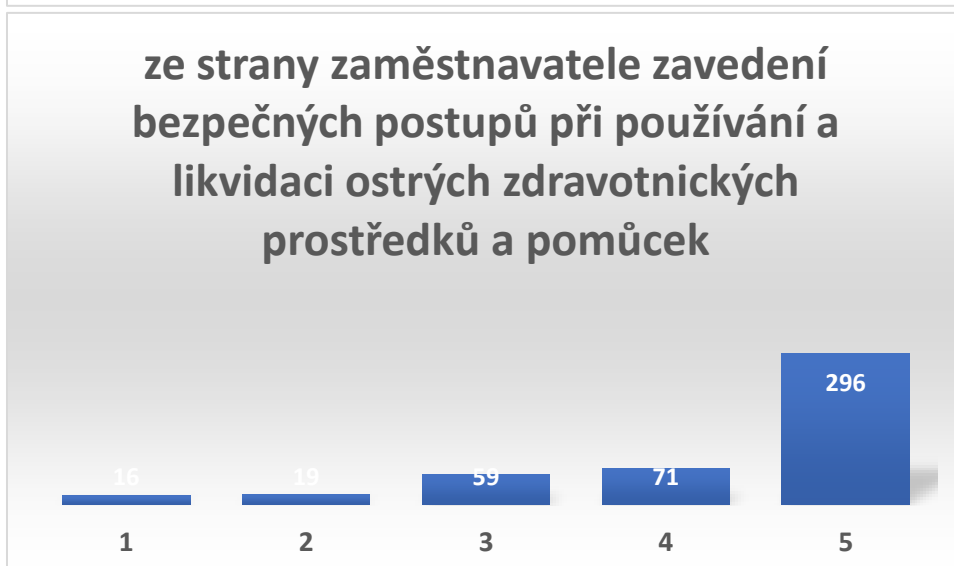 ze strany zaměstnavatele zavedení
bezpečných postupů při používání a
likvidaci ostrých zdravotnických
prostředků a pomůcek
16 19 59 71 296
1 2 3 4 5